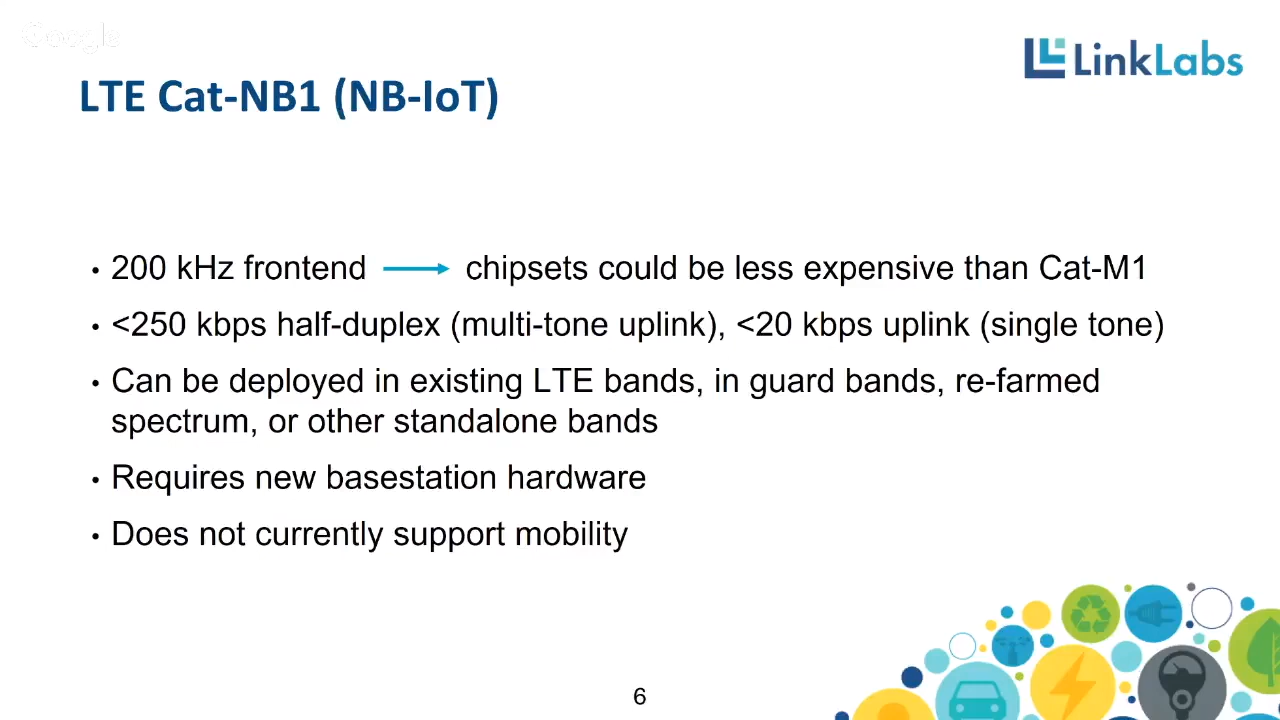 Google
LinkLabs
LTE Cat-NB1 (NB-IoT)
• 200 kHz frontend → chipsets could be less expensive than Cat-M1
• <250 kbps half-duplex (multi-tone uplink), <20 kbps uplink (single tone)
• Can be deployed in existing LTE bands, in guard bands, re-farmed
spectrum, or other standalone bands
• Requires new basestation hardware
• Does not currently support mobility
6